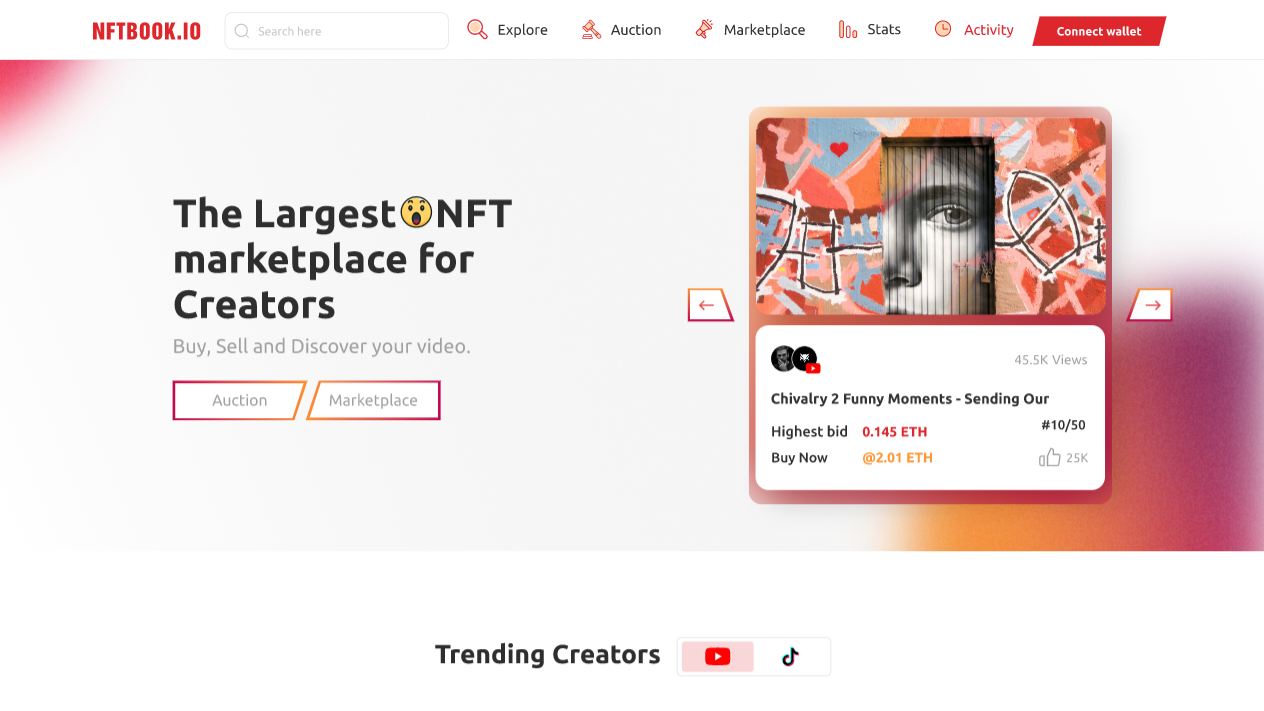 NFTBOOK.IO
Search here
Explore
Auction
Marketplace
Stats
Activity
Connect wallet
The Largest😲NFT
marketplace for
Creators
Buy, Sell and Discover your video.
Auction
Marketplace
45.5K Views
Chivalry 2 Funny Moments - Sending Our
Highest bid 0.145 ETH
#10/50
Buy Now @2.01 ETH
25K
Trending Creators